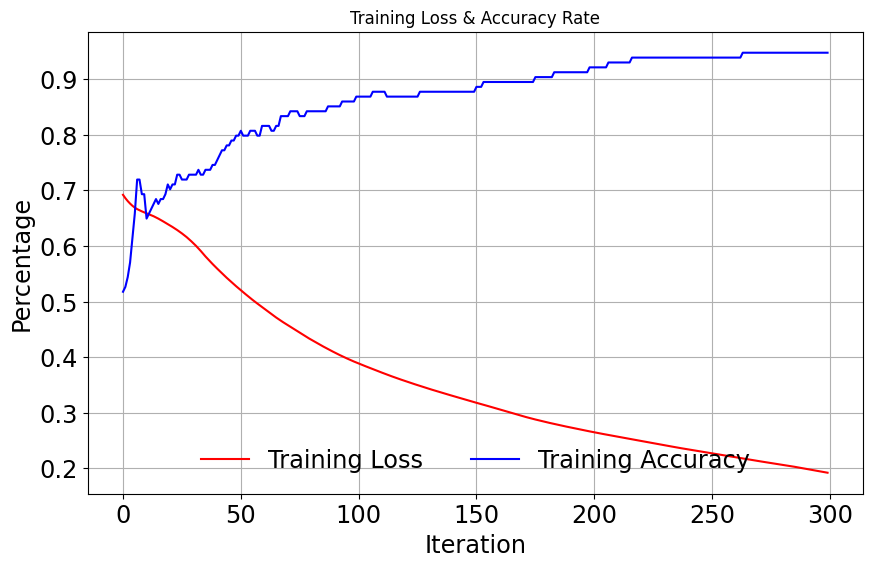 Training Loss & Accuracy Rate
Percentage
0.9
0.8
0.7
0.6
0.5
0.4
0.3
0.2
Training Loss
Training Accuracy
0 50 100 150 200 250 300
Iteration